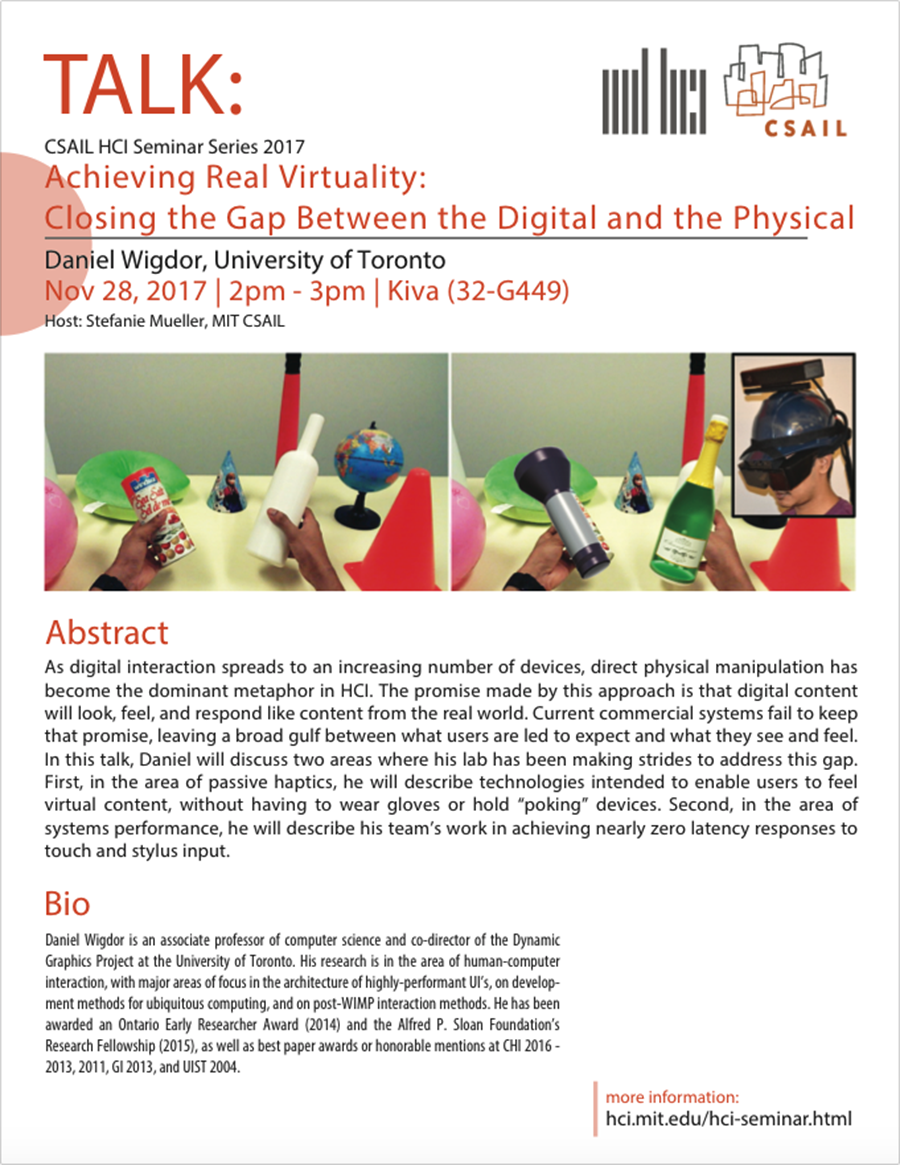 TALK:
CSAIL
CSAIL HCI Seminar Series 2017
Achieving Real Virtuality:
Closing the Gap Between the Digital and the Physical
Daniel Wigdor, University of Toronto
Nov 28, 2017 | 2pm - 3pm | Kiva (32-G449)
Host: Stefanie Mueller, MIT CSAIL
Abstract
As digital interaction spreads to an increasing number of devices, direct physical manipulation has
become the dominant metaphor in HCI. The promise made by this approach is that digital content
will look, feel, and respond like content from the real world. Current commercial systems fail to keep
that promise, leaving a broad gulf between what users are led to expect and what they see and feel.
In this talk, Daniel will discuss two areas where his lab has been making strides to address this gap.
First, in the area of passive haptics, he will describe technologies intended to enable users to feel
virtual content, without having to wear gloves or hold “poking” devices. Second, in the area of
systems performance, he will describe his team’s work in achieving nearly zero latency responses to
touch and stylus input.
Bio
Daniel Wigdor is an associate professor of computer science and co-director of the Dynamic
Graphics Project at the University of Toronto. His research is in the area of human-computer
interaction, with major areas of focus in the architecture of highly-performant UI’s, on develop-
ment methods for ubiquitous computing, and on post-WIMP interaction methods. He has been
awarded an Ontario Early Researcher Award (2014) and the Alfred P. Sloan Foundation’s
Research Fellowship (2015), as well as best paper awards or honorable mentions at CHI 2016 -
2013, 2011, GI 2013, and UIST 2004.
more information:
hci.mit.edu/hci-seminar.html